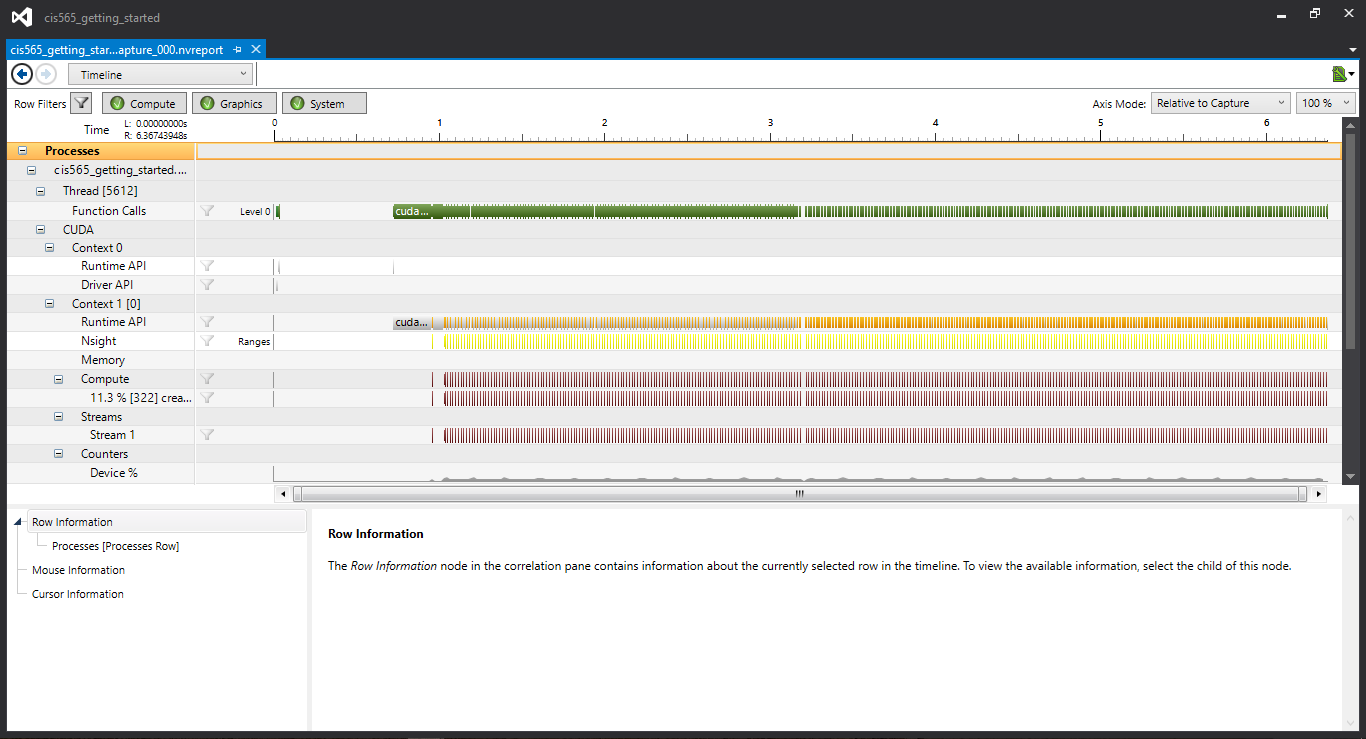 cis565_getting_started
cis565_getting_star...apture_000.nvreport
Timeline
Row Filters Compute Graphics System Axis Mode: Relative to Capture 100 %
Time L: 0.00000000s 0 1 2 3 4 5 6
R: 6.36743948s
Processes
cis565_getting_started....
Thread [5612]
Function Calls Level 0 cuda...
CUDA
Context 0
Runtime API
Driver API
Context 1 [0]
Runtime API cuda...
Nsight Ranges
Memory
Compute
11.3 % [322] crea...
Streams
Stream 1
Counters
Device %
Row Information
Processes [Processes Row]
Mouse Information
Cursor Information
Row Information
The Row Information node in the correlation pane contains information about the currently selected row in the timeline. To view the available information, select the child of this node.